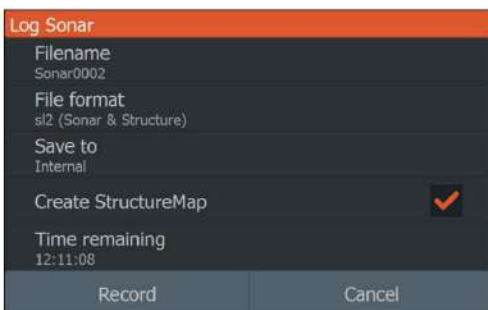 Log Sonar
Filename
Sonar0002
File format
sl2 (Sonar & Structure)
Save to
Internal
Create StructureMap
Time remaining
12:11:08
Record
Cancel